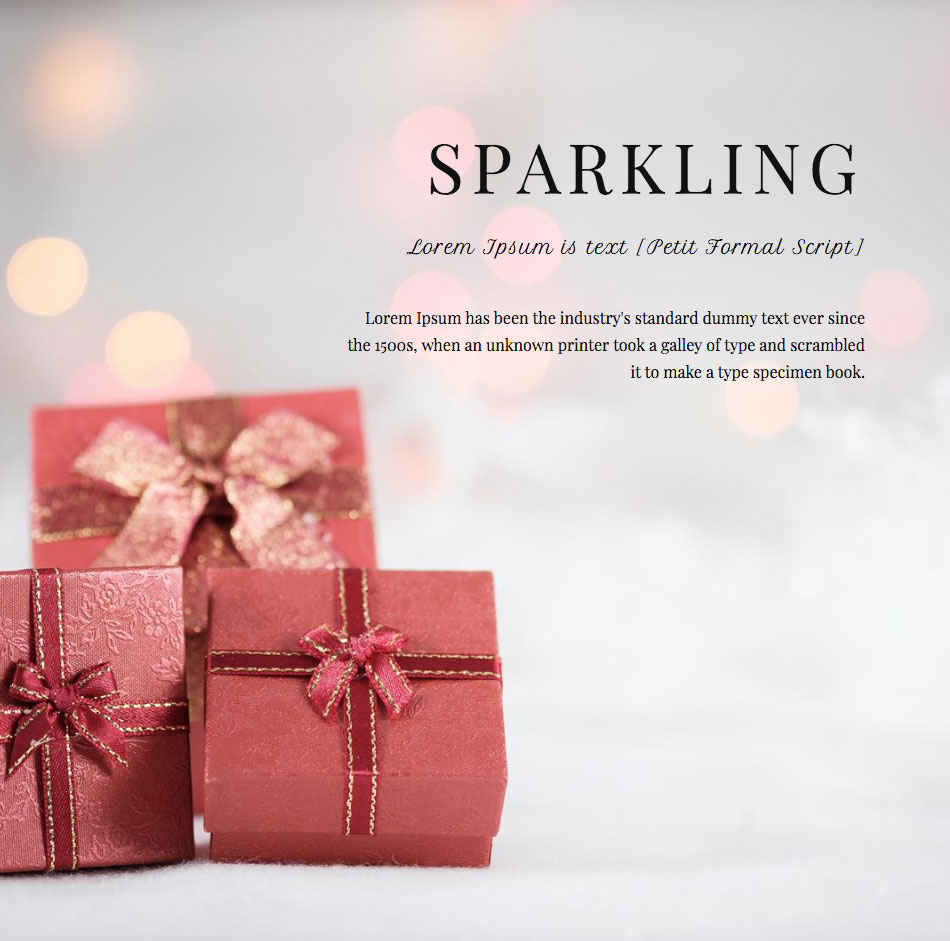 SPARKLING
Lorem Ipsum is text [Petit Formal Script]
Lorem Ipsum has been the industry's standard dummy text ever since
the 1500s, when an unknown printer took a galley of type and scrambled
it to make a type specimen book.